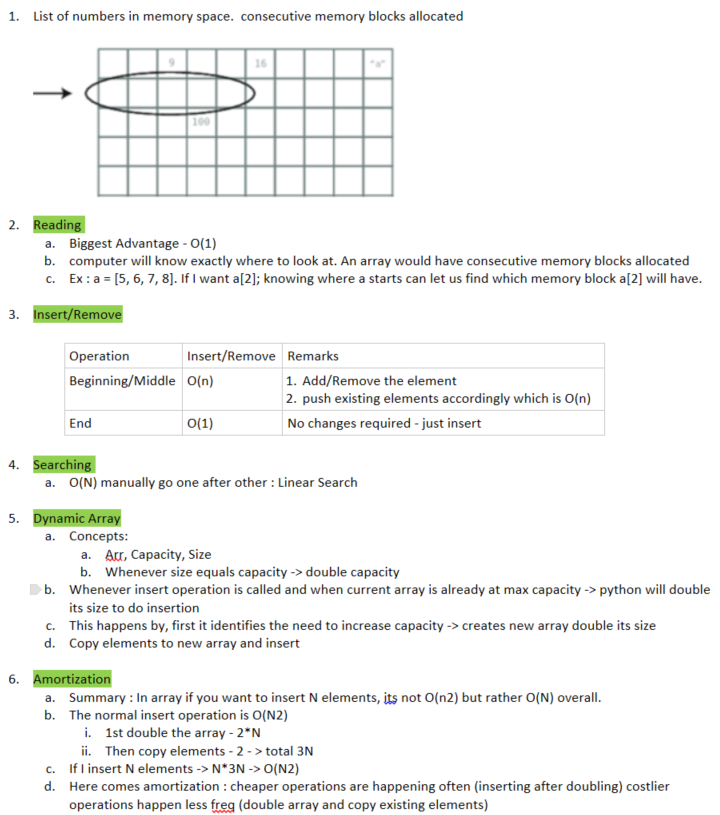 1. List of numbers in memory space. consecutive memory blocks allocated
9 16 "a"
100
2. Reading
a. Biggest Advantage - O(1)
b. computer will know exactly where to look at. An array would have consecutive memory blocks allocated
c. Ex : a = [5, 6, 7, 8]. If I want a[2]; knowing where a starts can let us find which memory block a[2] will have.
3. Insert/Remove
Operation Insert/Remove Remarks
Beginning/Middle O(n) 1. Add/Remove the element
2. push existing elements accordingly which is O(n)
End O(1) No changes required - just insert
4. Searching
a. O(N) manually go one after other : Linear Search
5. Dynamic Array
a. Concepts:
a. Arr, Capacity, Size
b. Whenever size equals capacity -> double capacity
b. Whenever insert operation is called and when current array is already at max capacity -> python will double
its size to do insertion
c. This happens by, first it identifies the need to increase capacity -> creates new array double its size
d. Copy elements to new array and insert
6. Amortization
a. Summary : In array if you want to insert N elements, its not O(n2) but rather O(N) overall.
b. The normal insert operation is O(N2)
i. 1st double the array - 2*N
ii. Then copy elements - 2 - > total 3N
c. If I insert N elements -> N*3N -> O(N2)
d. Here comes amortization : cheaper operations are happening often (inserting after doubling) costlier
operations happen less freq (double array and copy existing elements)